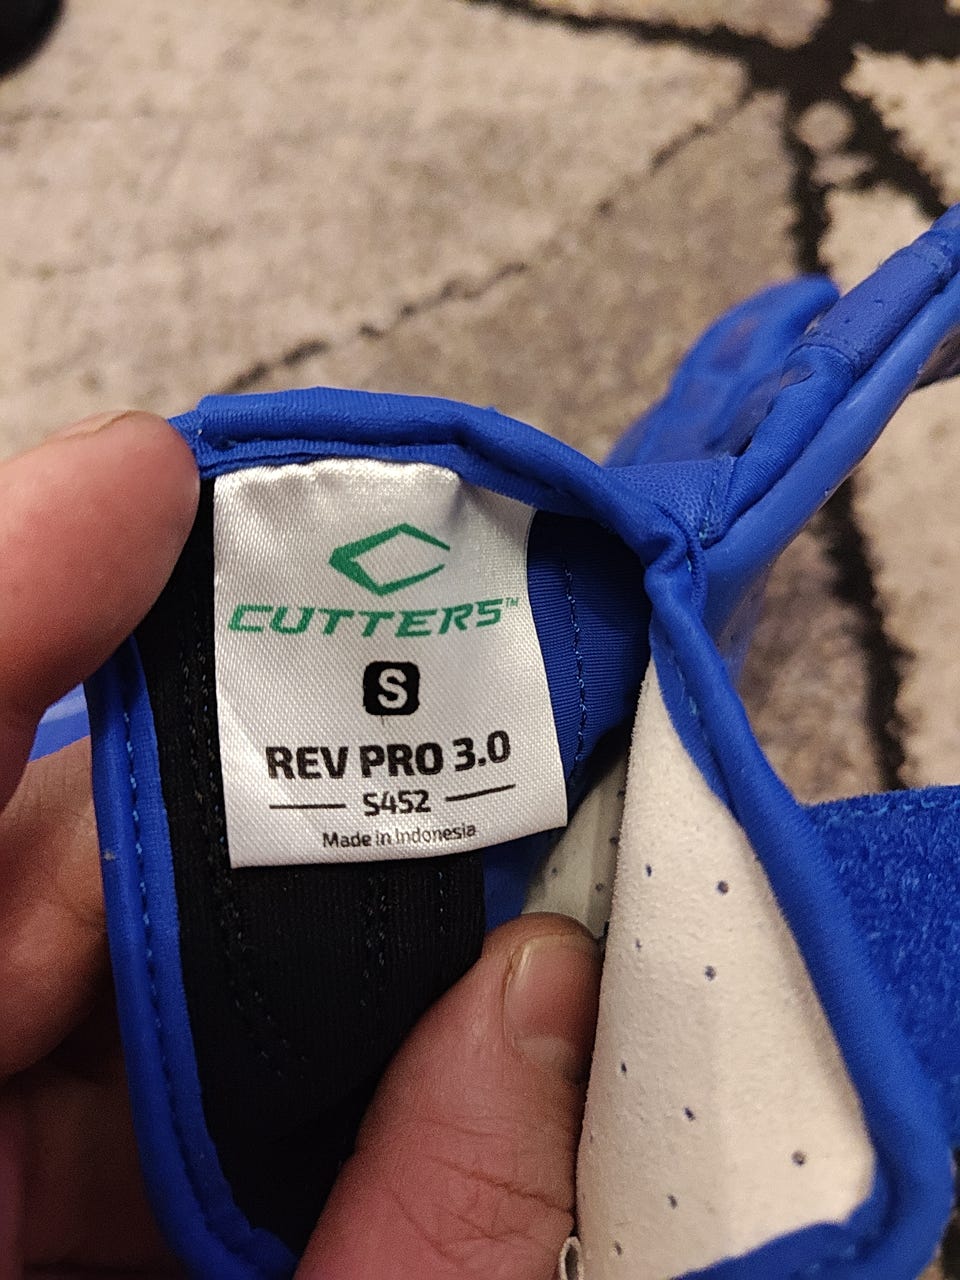 CUTTERS™
S
REV PRO 3.0
S452
Made in Indonesia